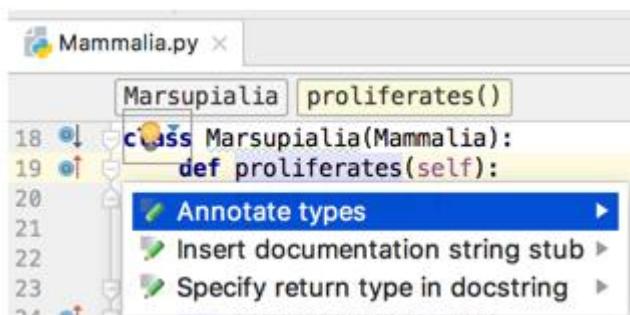 Mammalia.py
Marsupialia proliferates()
18 class Marsupialia(Mammalia):
19 def proliferates(self):
20 Annotate types
21
22 Insert documentation string stub
23 Specify return type in docstring
24